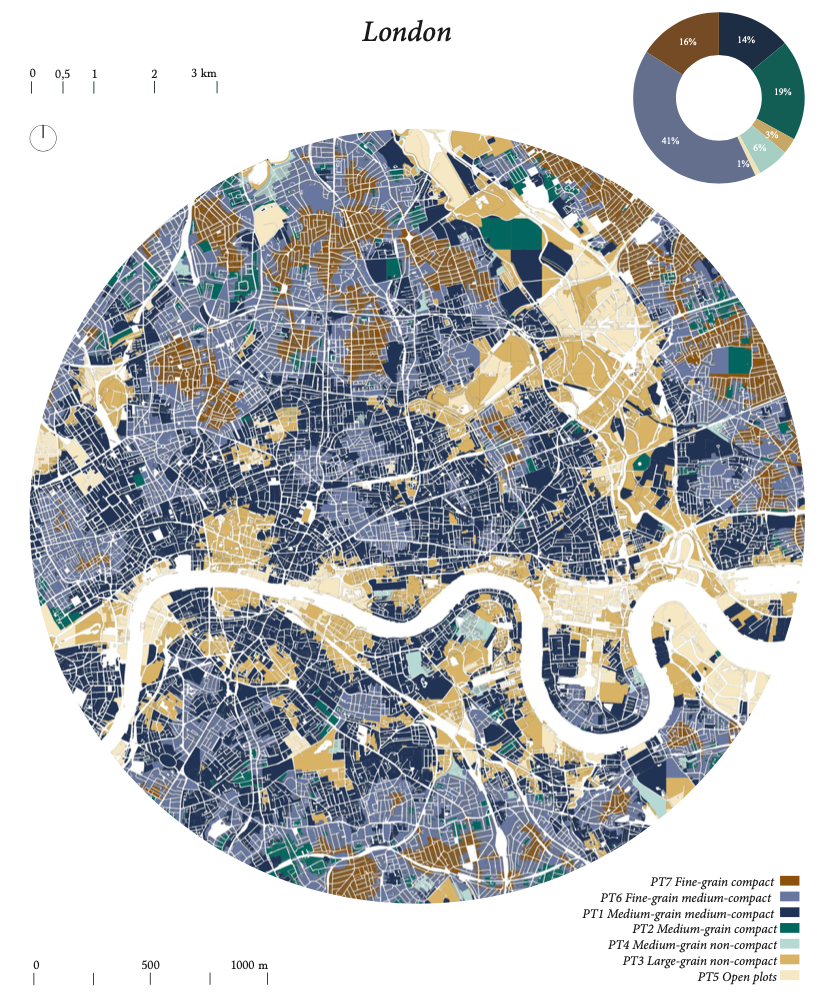 London
0 0,5 1 2 3 km
14%
16%
19%
3%
41%
6%
1%
PT7 Fine-grain compact
PT6 Fine-grain medium-compact
PT1 Medium-grain medium-compact
PT2 Medium-grain compact
PT4 Medium-grain non-compact
PT3 Large-grain non-compact
PT5 Open plots
0 500 1000 m